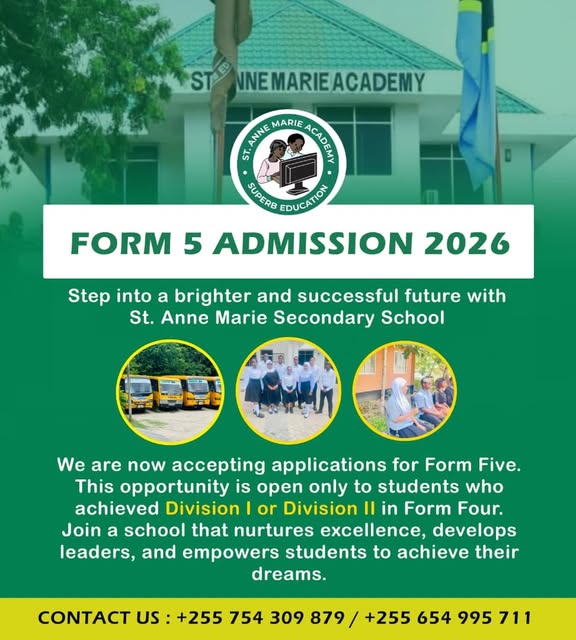 ST. ANNE MARIE ACADEMY
ST. ANNE MARIE ACADEMY
SUPERB EDUCATION
FORM 5 ADMISSION 2026
Step into a brighter and successful future with
St. Anne Marie Secondary School
We are now accepting applications for Form Five.
This opportunity is open only to students who
achieved Division I or Division II in Form Four.
Join a school that nurtures excellence, develops
leaders, and empowers students to achieve their
dreams.
CONTACT US : +255 754 309 879 / +255 654 995 711